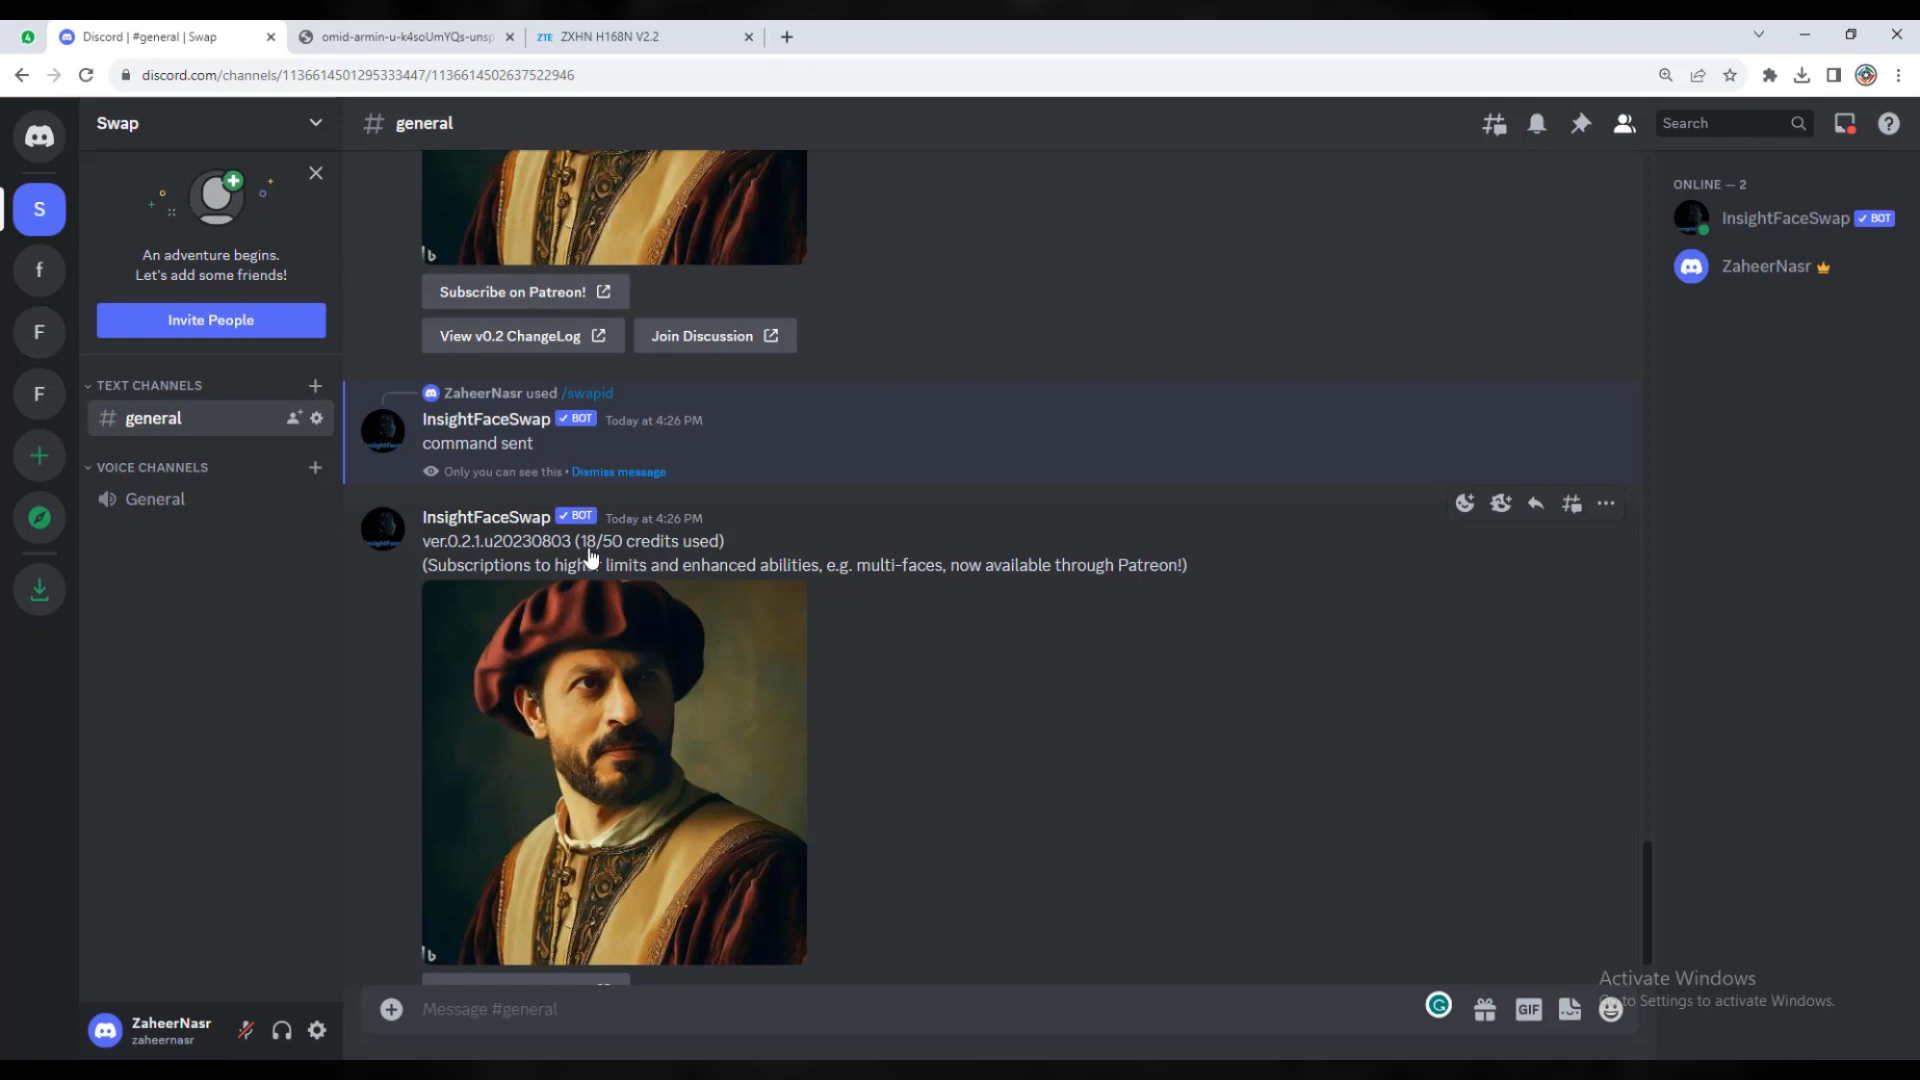 Discord | #general | Swap
omid-armin-u-k4soUmYQs-unsp
ZTE ZXHN H168N V2.2
discord.com/channels/1136614501295333447/1136614502637522946
Swap
# general
Search
An adventure begins.
Let's add some friends!
Invite People
TEXT CHANNELS
# general
VOICE CHANNELS
General
S
f
F
F
Subscribe on Patreon!
View v0.2 ChangeLog
Join Discussion
ZaheerNasr used /swapid
InsightFaceSwap BOT Today at 4:26 PM
command sent
Only you can see this • Dismiss message
InsightFaceSwap BOT Today at 4:26 PM
ver.0.2.1.u20230803 (18/50 credits used)
(Subscriptions to higher limits and enhanced abilities, e.g. multi-faces, now available through Patreon!)
Message #general
GIF
ONLINE — 2
InsightFaceSwap BOT
ZaheerNasr
ZaheerNasr
zaheernasr
Activate Windows
Go to Settings to activate Windows.